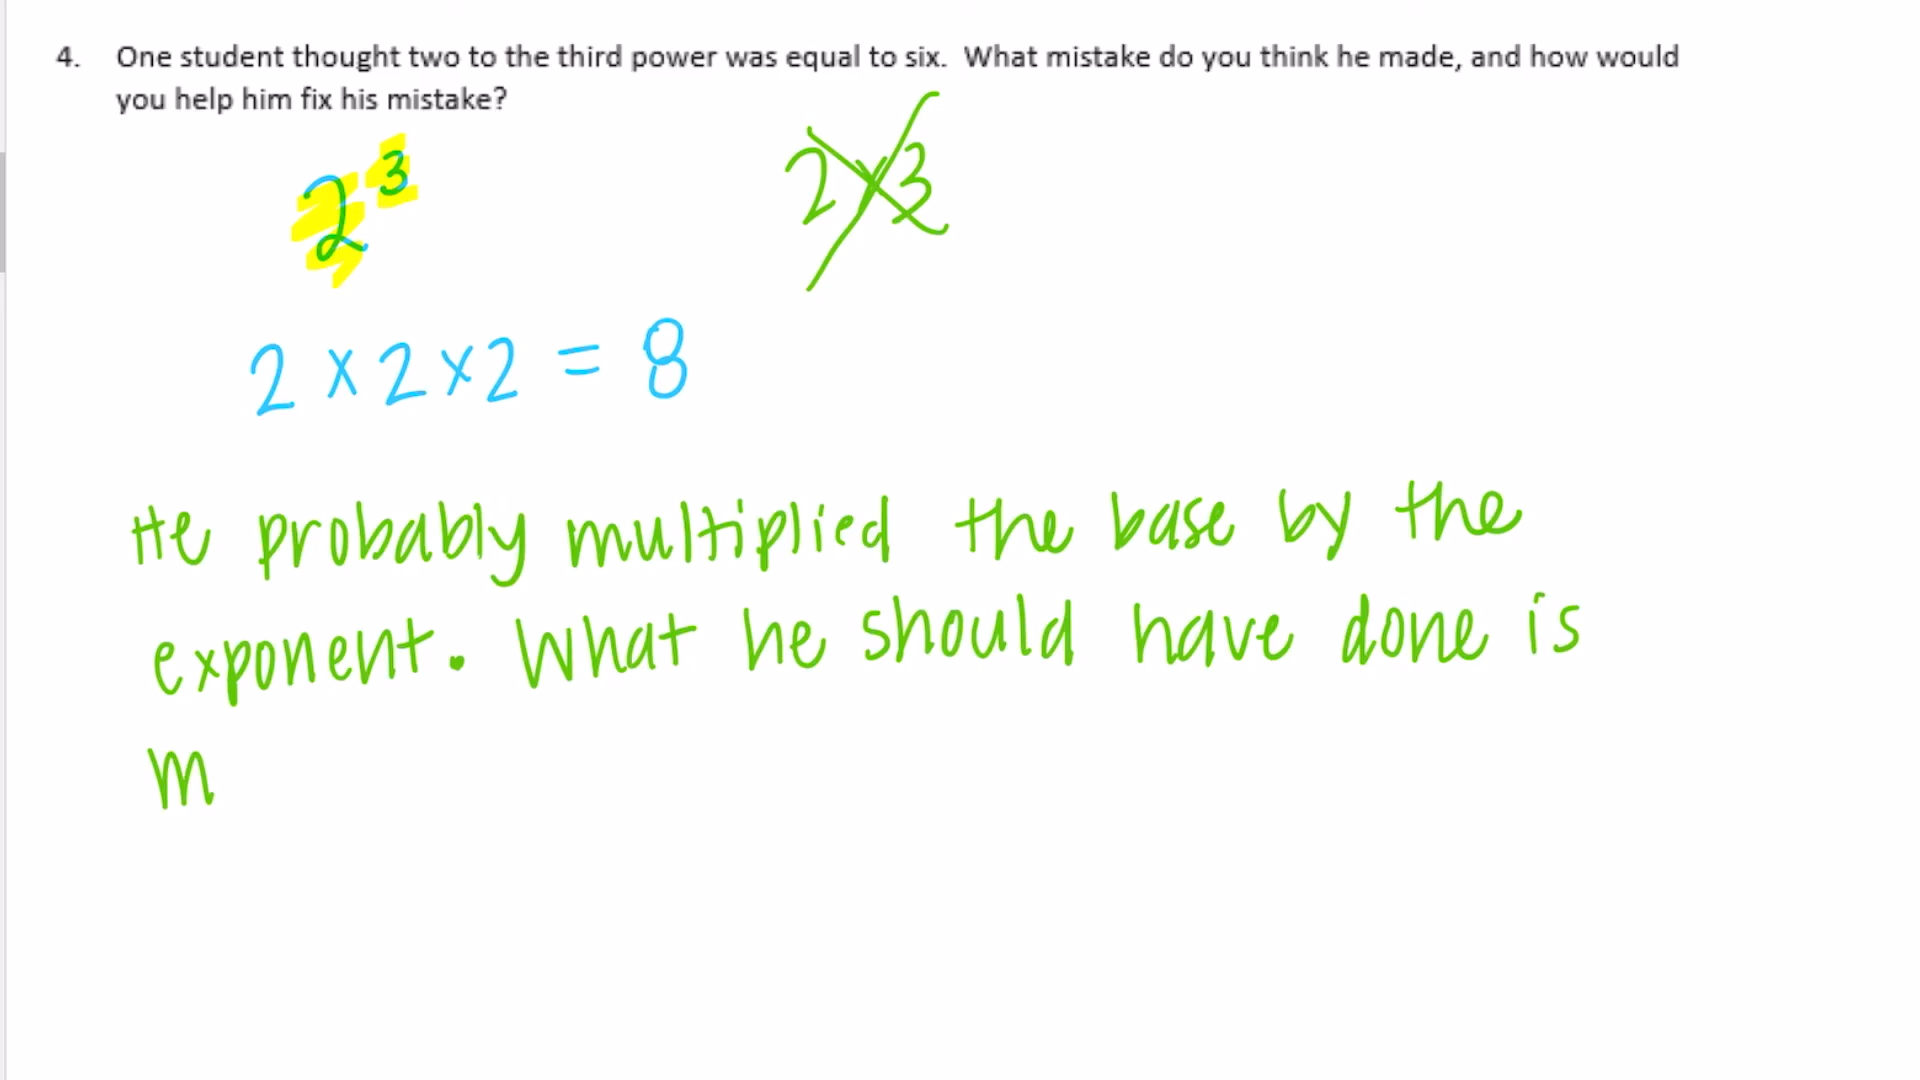 4. One student thought two to the third power was equal to six. What mistake do you think he made, and how would
you help him fix his mistake?
2³
2x3
2 x 2 x 2 = 8
He probably multiplied the base by the
exponent. What he should have done is
m